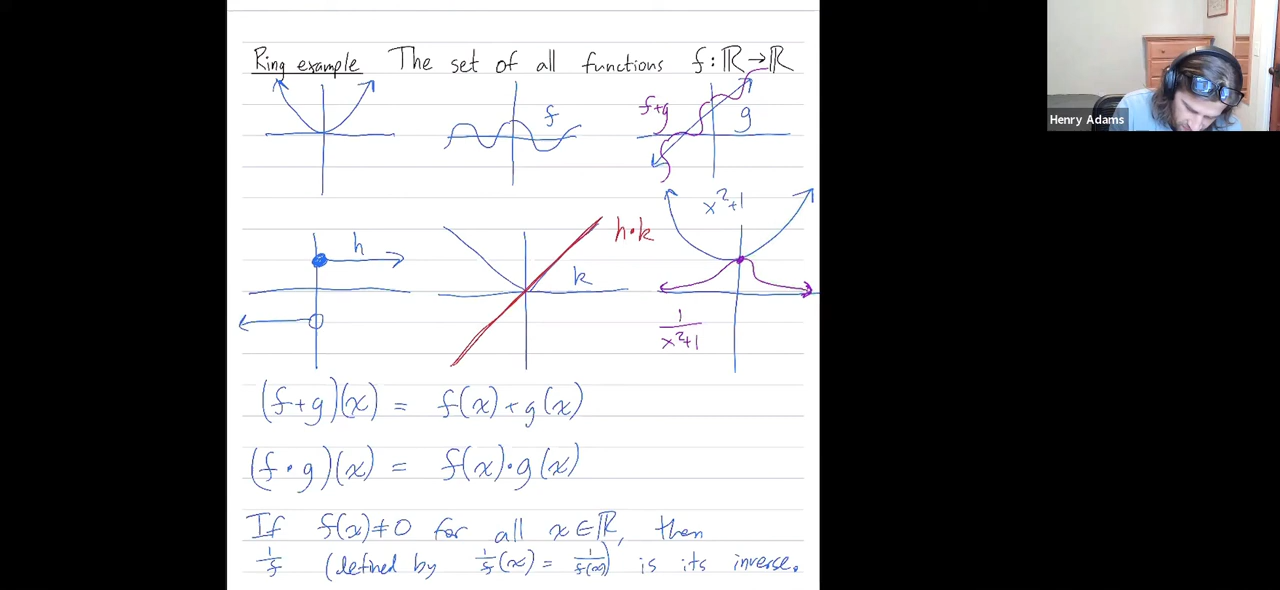 Ring example The set of all functions f : ℝ → ℝ
f
f+g
g
x²+1
h
k
h·k
1/(x²+1)
(f+g)(x) = f(x)+g(x)
(f·g)(x) = f(x)·g(x)
If f(x)≠0 for all x∈ℝ, then
1/f (defined by 1/f(x) = 1/f(x)) is its inverse.
Henry Adams